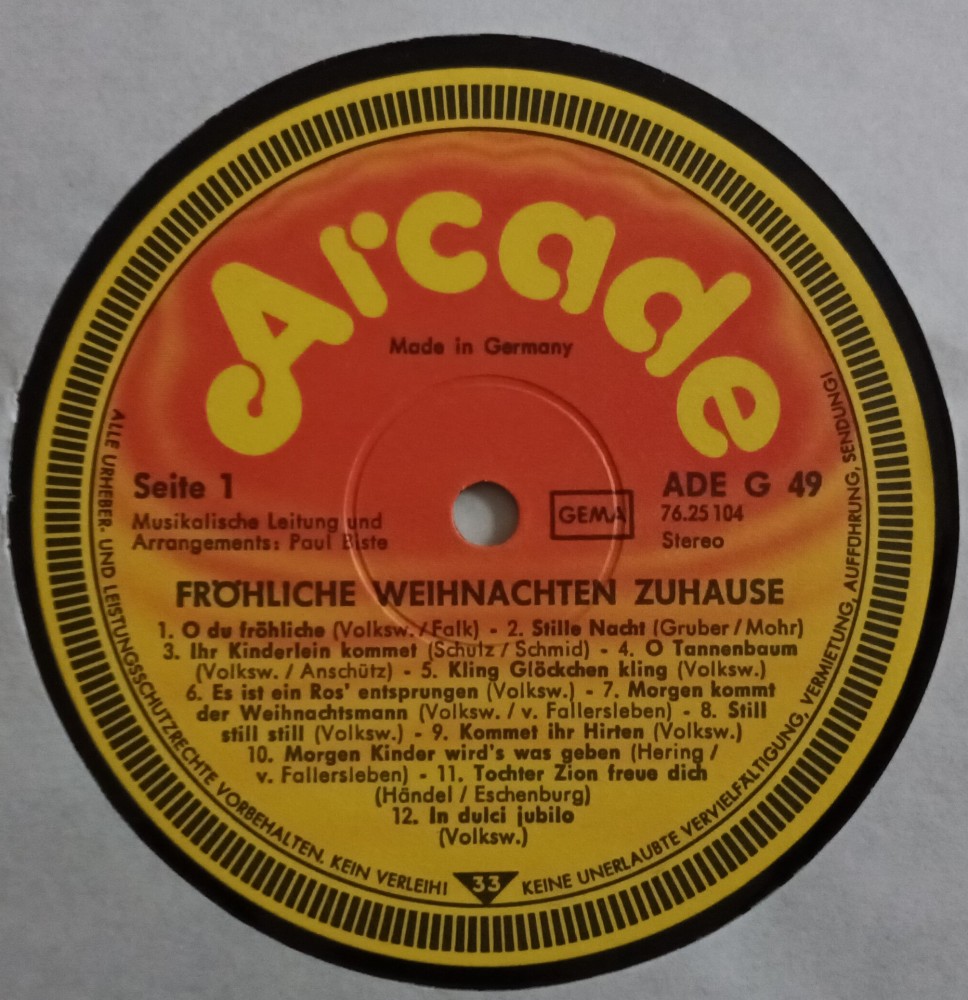 Arcade
Made in Germany
Seite 1
Musikalische Leitung und
Arrangements: Paul Biste
GEMA
ADE G 49
76.25 104
Stereo
FRÖHLICHE WEIHNACHTEN ZUHAUSE
1. O du fröhliche (Volksw. / Falk) - 2. Stille Nacht (Gruber / Mohr)
3. Ihr Kinderlein kommet (Schulz / Schmid) - 4. O Tannenbaum
(Volksw. / Anschütz) - 5. Kling Glöckchen kling (Volksw.)
6. Es ist ein Ros' entsprungen (Volksw.) - 7. Morgen kommt
der Weihnachtsmann (Volksw. / v. Fallersleben) - 8. Still
still still (Volksw.) - 9. Kommet ihr Hirten (Volksw.)
10. Morgen Kinder wird's was geben (Hering /
v. Fallersleben) - 11. Tochter Zion freue dich
(Händel / Eschenburg)
12. In dulci jubilo
(Volksw.)
ALLE URHEBER- UND LEISTUNGSSCHUTZRECHTE VORBEHALTEN. KEIN VERLEIH! 33 KEINE UNERLAUBTE VERVIELFÄLTIGUNG, VERMIETUNG, AUFFÜHRUNG, SENDUNG!